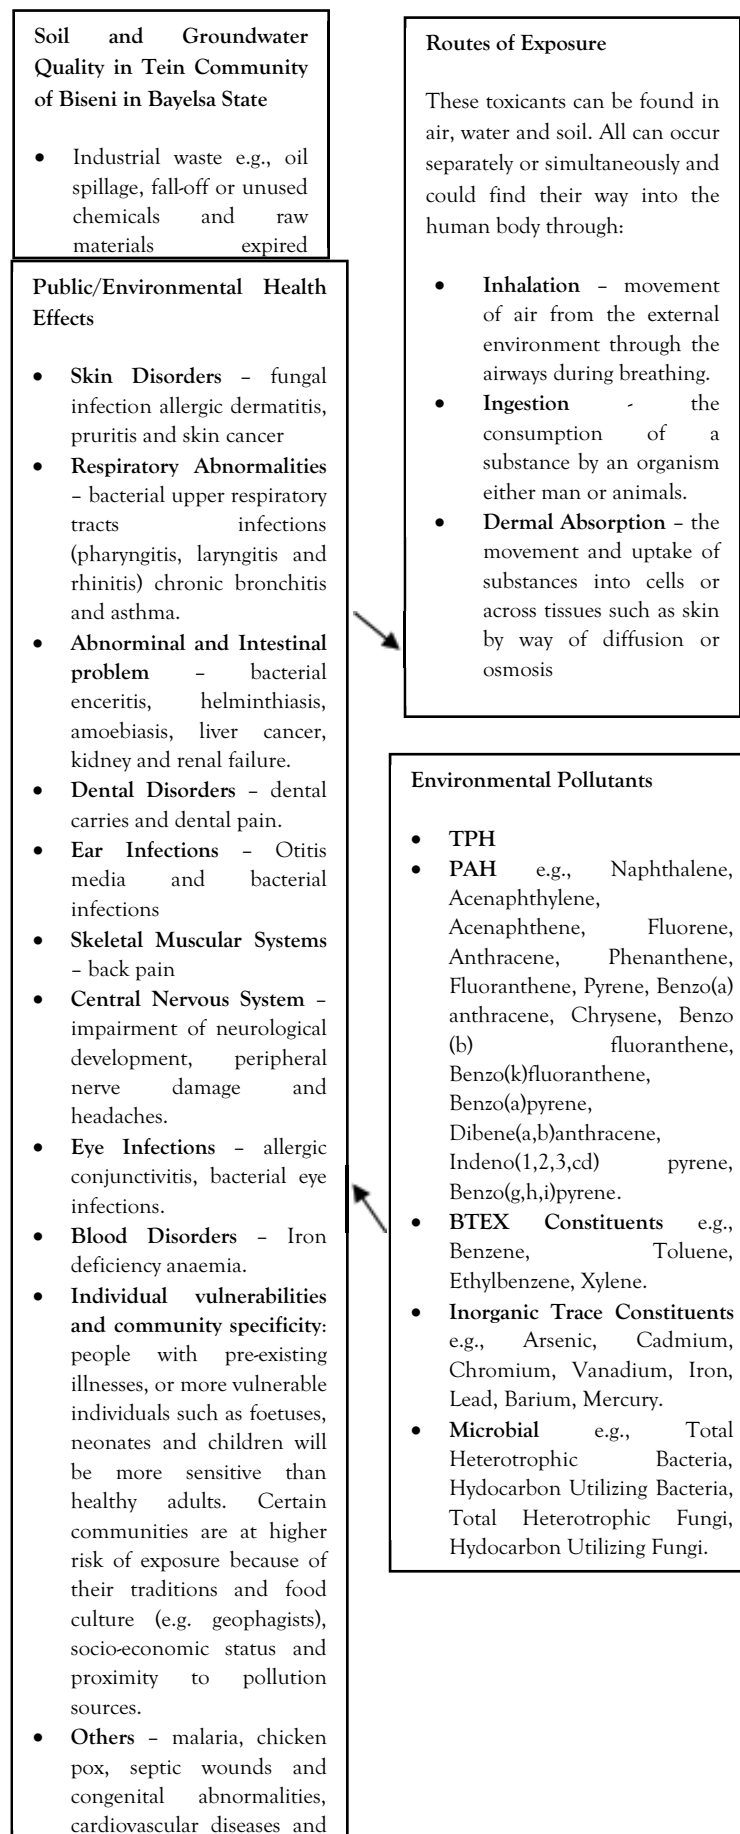 Soil and Groundwater
Quality in Tein Community
of Biseni in Bayelsa State
• Industrial waste e.g., oil
spillage, fall-off or unused
chemicals and raw
materials expired
Public/Environmental Health
Effects
• Skin Disorders – fungal
infection allergic dermatitis,
pruritis and skin cancer
• Respiratory Abnormalities
– bacterial upper respiratory
tracts infections
(pharyngitis, laryngitis and
rhinitis) chronic bronchitis
and asthma.
• Abnorminal and Intestinal
problem – bacterial
enceritis, helminthiasis,
amoebiasis, liver cancer,
kidney and renal failure.
• Dental Disorders – dental
carries and dental pain.
• Ear Infections – Otitis
media and bacterial
infections
• Skeletal Muscular Systems
– back pain
• Central Nervous System –
impairment of neurological
development, peripheral
nerve damage and
headaches.
• Eye Infections – allergic
conjunctivitis, bacterial eye
infections.
• Blood Disorders – Iron
deficiency anaemia.
• Individual vulnerabilities
and community specificity:
people with pre-existing
illnesses, or more vulnerable
individuals such as foetuses,
neonates and children will
be more sensitive than
healthy adults. Certain
communities are at higher
risk of exposure because of
their traditions and food
culture (e.g. geophagists),
socio-economic status and
proximity to pollution
sources.
• Others – malaria, chicken
pox, septic wounds and
congenital abnormalities,
cardiovascular diseases and
Routes of Exposure
These toxicants can be found in
air, water and soil. All can occur
separately or simultaneously and
could find their way into the
human body through:
• Inhalation – movement
of air from the external
environment through the
airways during breathing.
• Ingestion - the
consumption of a
substance by an organism
either man or animals.
• Dermal Absorption – the
movement and uptake of
substances into cells or
across tissues such as skin
by way of diffusion or
osmosis
Environmental Pollutants
• TPH
• PAH e.g., Naphthalene,
Acenaphthylene,
Acenaphthene, Fluorene,
Anthracene, Phenanthene,
Fluoranthene, Pyrene, Benzo(a)
anthracene, Chrysene, Benzo
(b) fluoranthene,
Benzo(k)fluoranthene,
Benzo(a)pyrene,
Dibene(a,b)anthracene,
Indeno(1,2,3,cd) pyrene,
Benzo(g,h,i)pyrene.
• BTEX Constituents e.g.,
Benzene, Toluene,
Ethylbenzene, Xylene.
• Inorganic Trace Constituents
e.g., Arsenic, Cadmium,
Chromium, Vanadium, Iron,
Lead, Barium, Mercury.
• Microbial e.g., Total
Heterotrophic Bacteria,
Hydocarbon Utilizing Bacteria,
Total Heterotrophic Fungi,
Hydocarbon Utilizing Fungi.